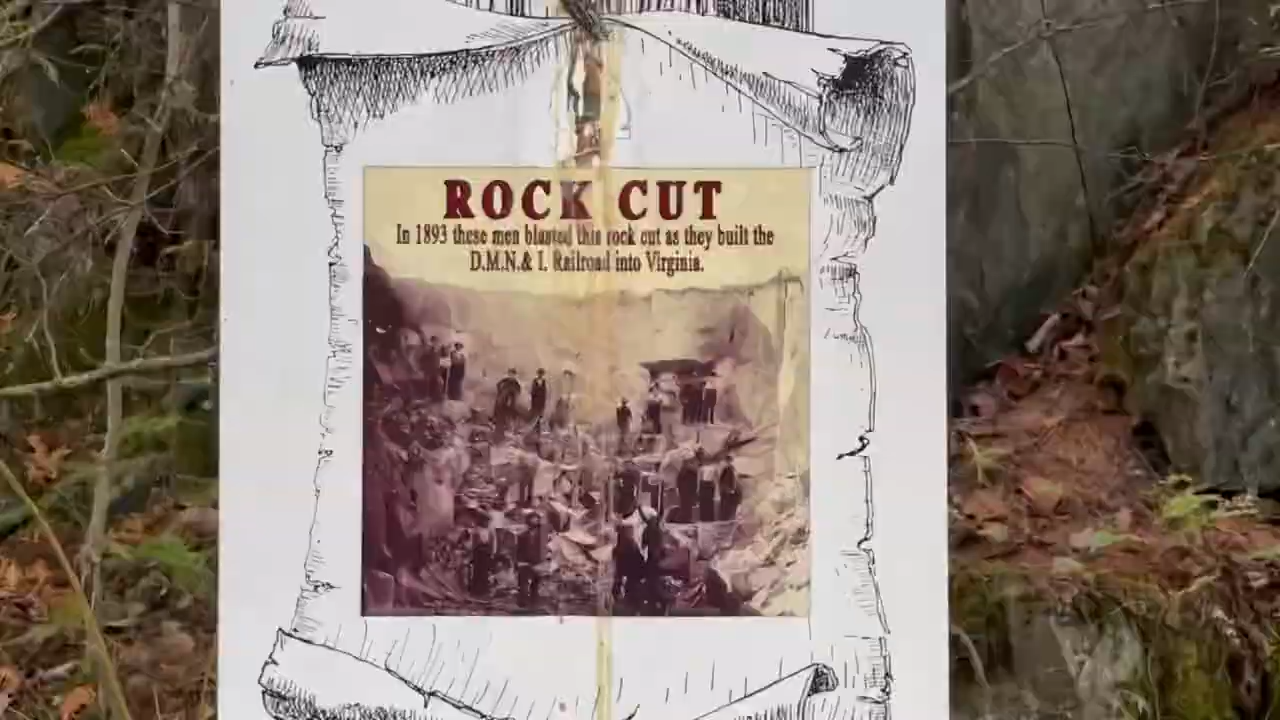 ROCK CUT
In 1893 these men blasted this rock cut as they built the
D.M.N.& I. Railroad into Virginia.